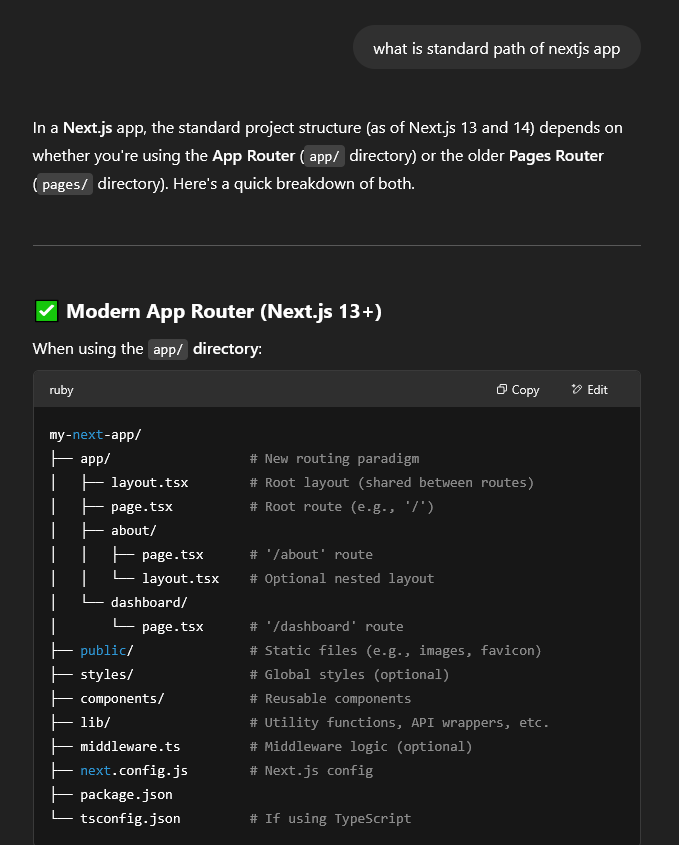 what is standard path of nextjs app
In a Next.js app, the standard project structure (as of Next.js 13 and 14) depends on
whether you're using the App Router ( app/ directory) or the older Pages Router
( pages/ directory). Here's a quick breakdown of both.
✅ Modern App Router (Next.js 13+)
When using the app/ directory:
ruby Copy Edit
my-next-app/
├── app/ # New routing paradigm
│ ├── layout.tsx # Root layout (shared between routes)
│ ├── page.tsx # Root route (e.g., '/')
│ ├── about/
│ │ ├── page.tsx # '/about' route
│ │ └── layout.tsx # Optional nested layout
│ └── dashboard/
│ └── page.tsx # '/dashboard' route
├── public/ # Static files (e.g., images, favicon)
├── styles/ # Global styles (optional)
├── components/ # Reusable components
├── lib/ # Utility functions, API wrappers, etc.
├── middleware.ts # Middleware logic (optional)
├── next.config.js # Next.js config
├── package.json
└── tsconfig.json # If using TypeScript